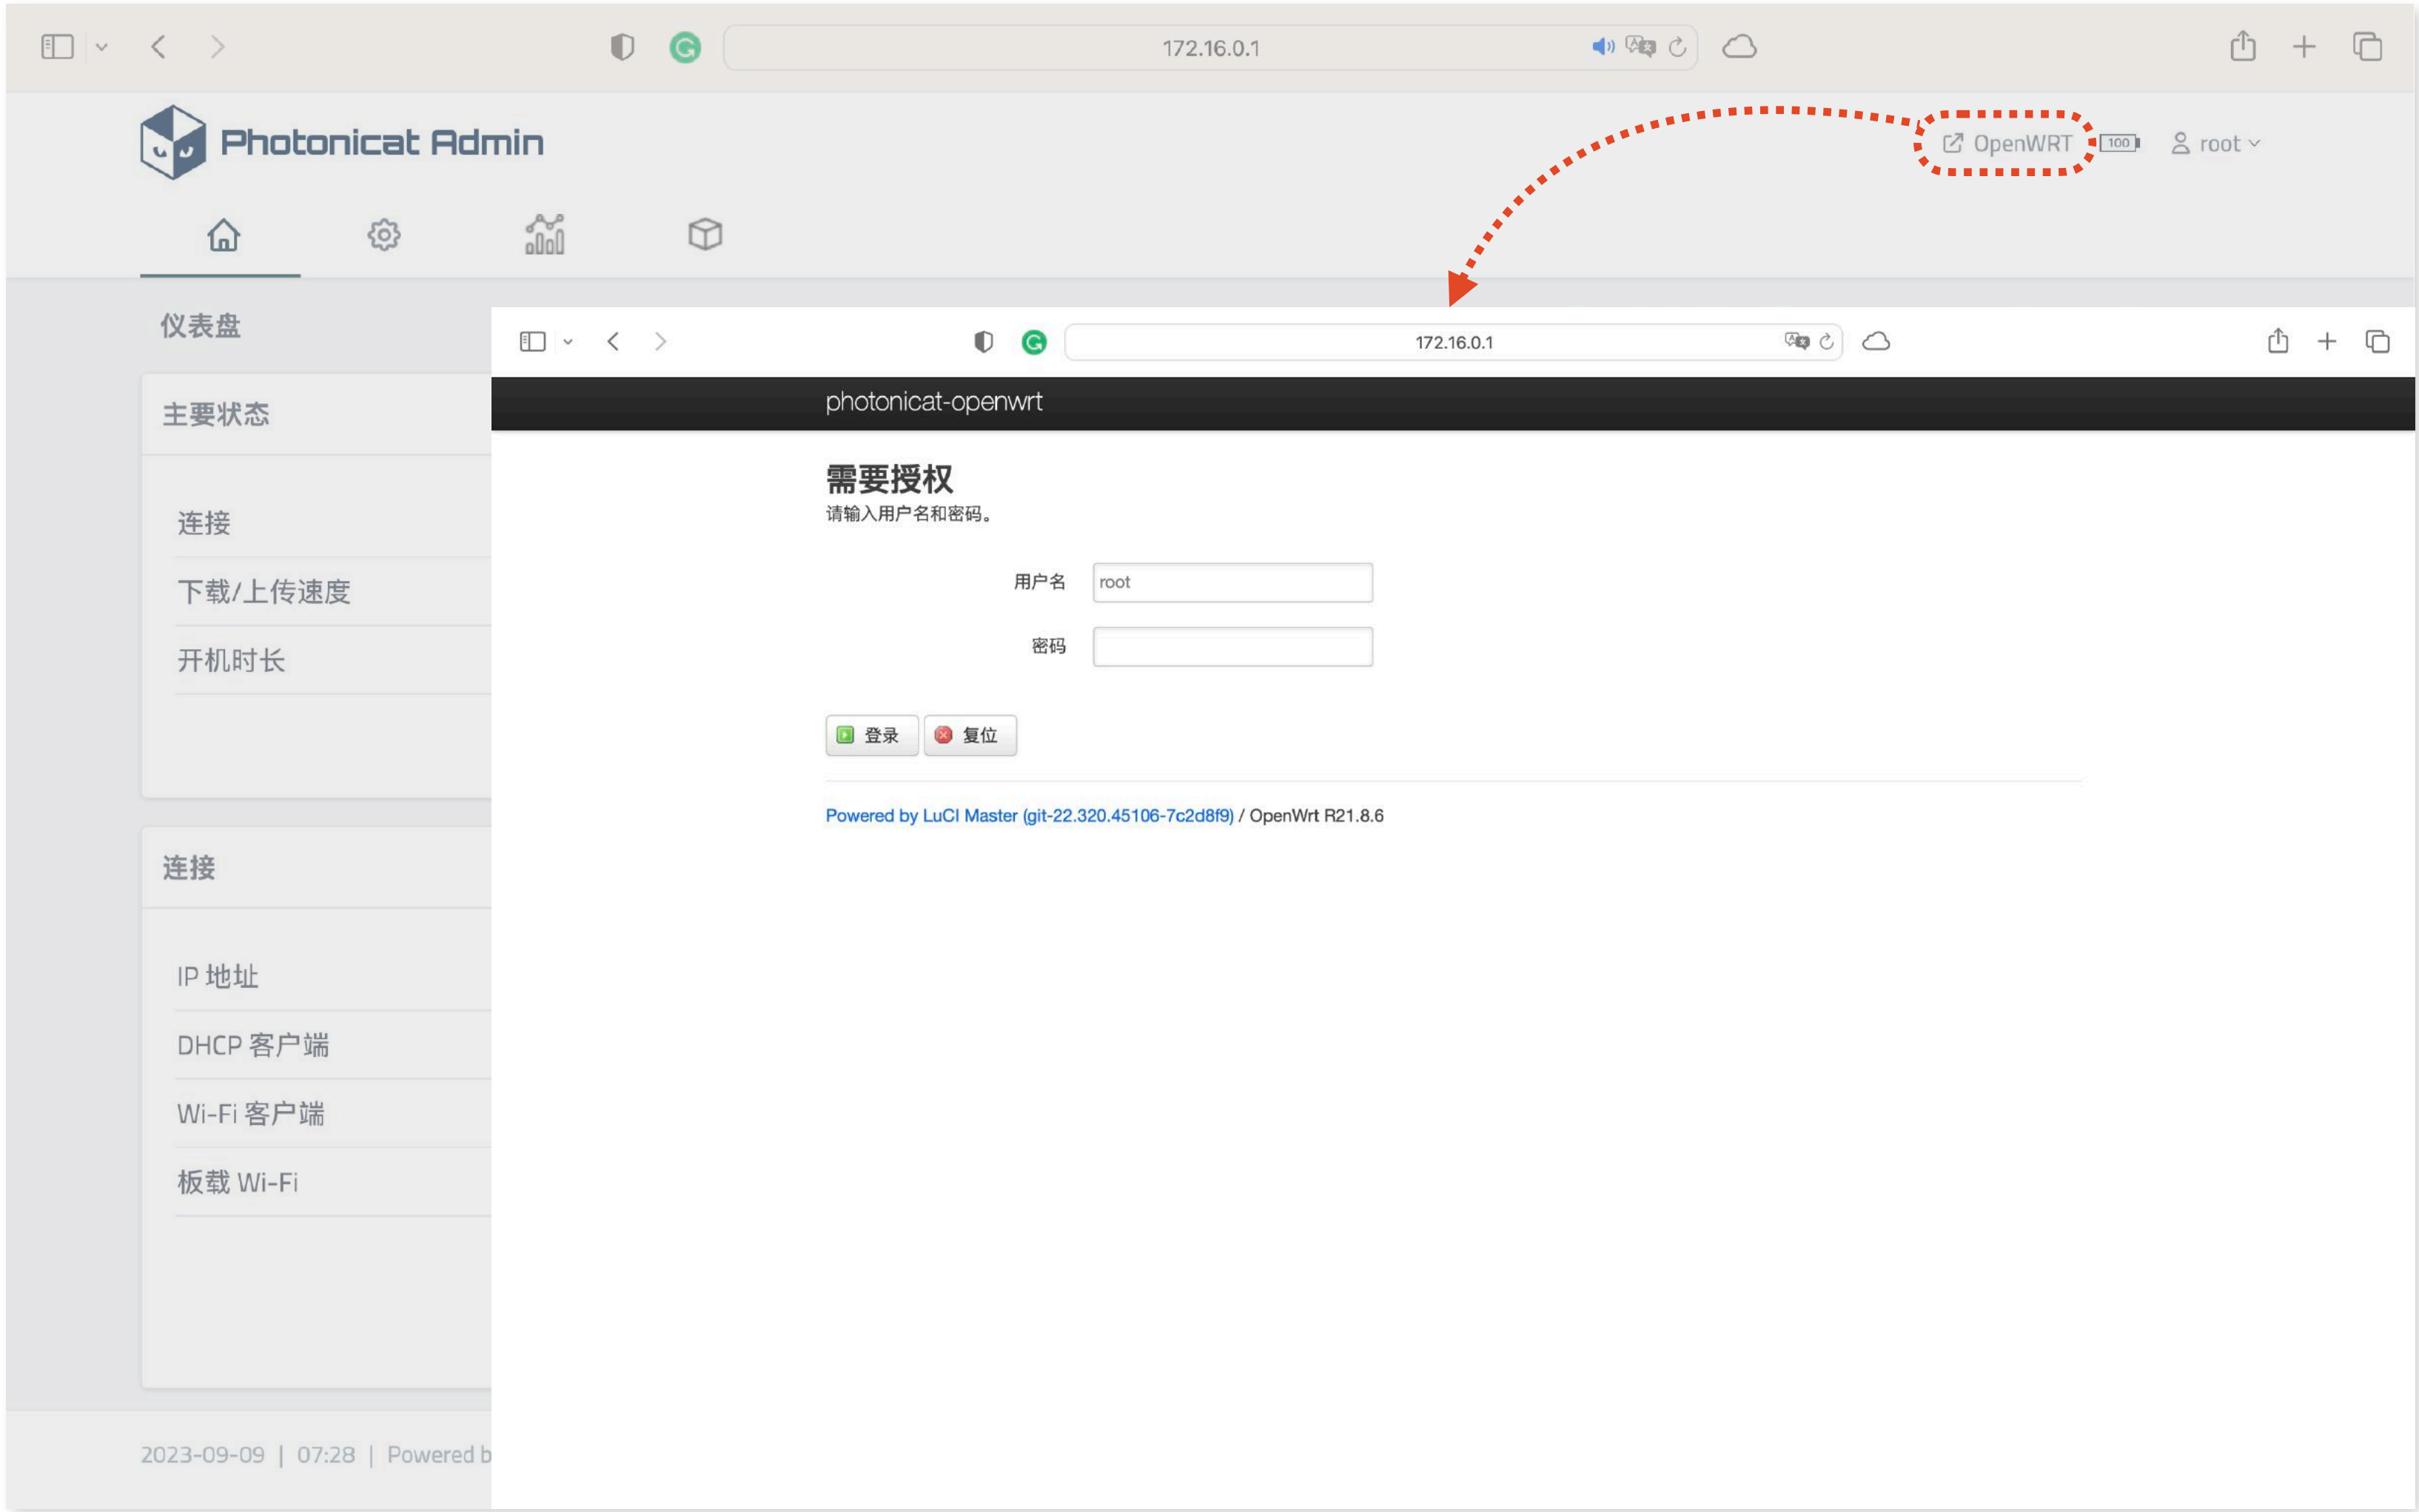 172.16.0.1
Photonicat Admin
OpenWRT
100
root
仪表盘
主要状态
连接
下载/上传速度
开机时长
连接
IP 地址
DHCP 客户端
Wi-Fi 客户端
板载 Wi-Fi
2023-09-09 | 07:28 | Powered b
172.16.0.1
photonicat-openwrt
需要授权
请输入用户名和密码。
用户名 root
密码
登录 复位
Powered by LuCI Master (git-22.320.45106-7c2d8f9) / OpenWrt R21.8.6